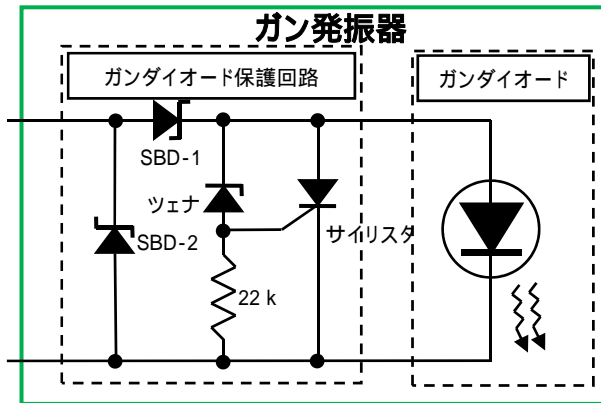 ガン発振器
ガンダイオード保護回路
ガンダイオード
SBD-1
ツェナ
サイリスタ
SBD-2
22 k